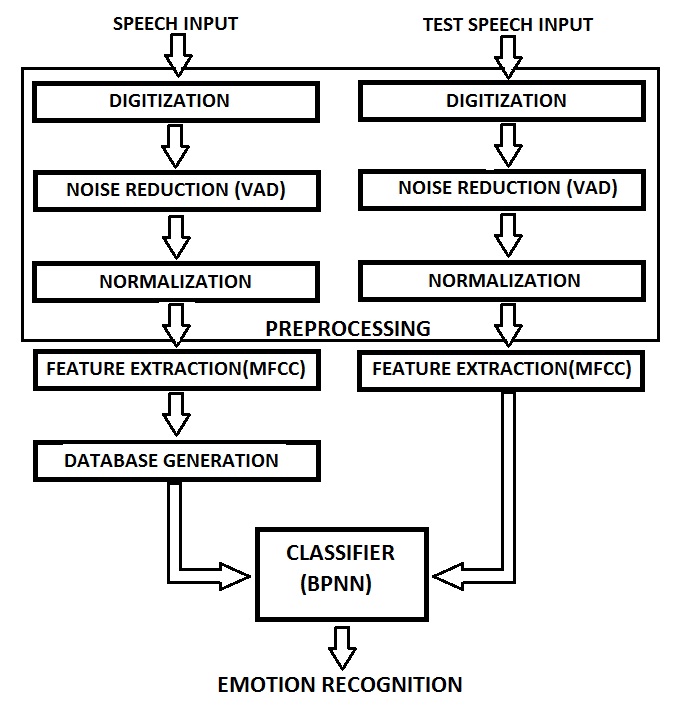 SPEECH INPUT
TEST SPEECH INPUT
DIGITIZATION
DIGITIZATION
NOISE REDUCTION (VAD)
NOISE REDUCTION (VAD)
NORMALIZATION
NORMALIZATION
PREPROCESSING
FEATURE EXTRACTION(MFCC)
FEATURE EXTRACTION(MFCC)
DATABASE GENERATION
CLASSIFIER
(BPNN)
EMOTION RECOGNITION